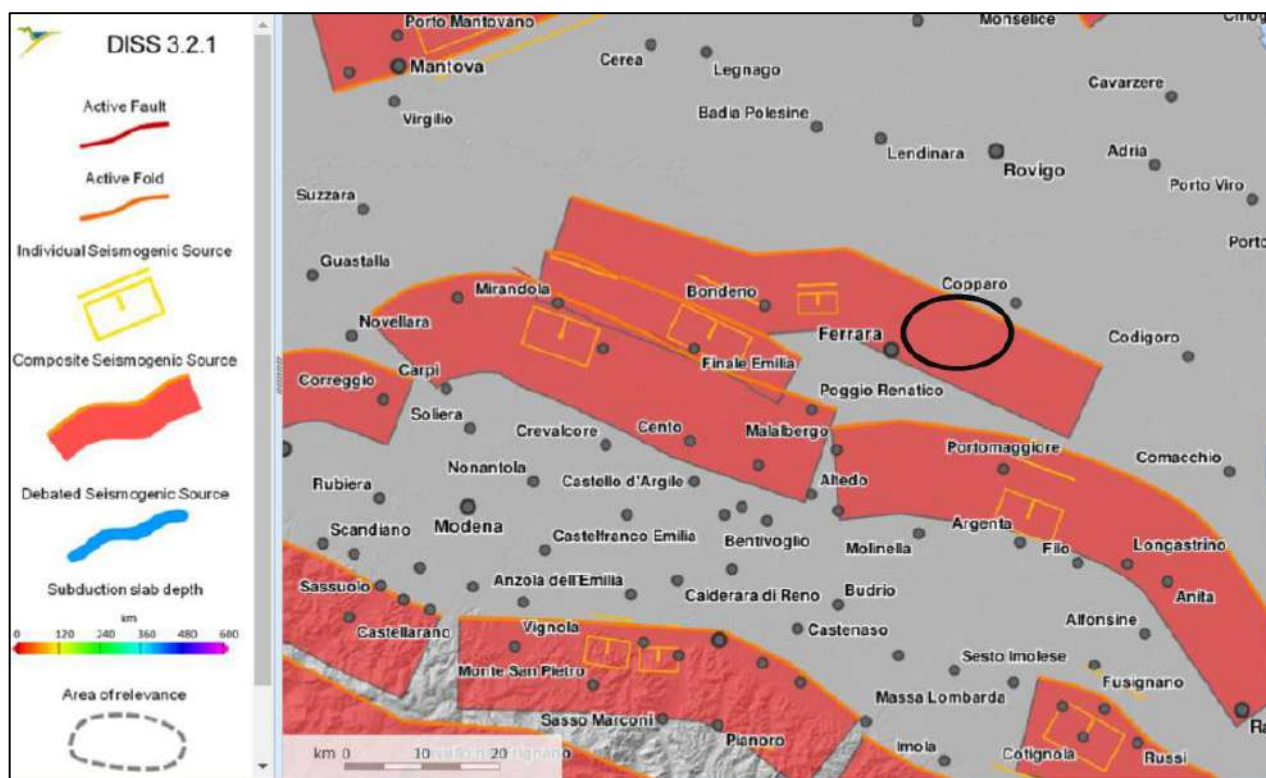 DISS 3.2.1
Active Fault
Active Fold
Individual Seismogenic Source
Composite Seismogenic Source
Debated Seismogenic Source
Subduction slab depth
km
0 120 240 360 480 600
Area of relevance
Porto Mantovano
Monselice
Mantova
Cerea
Legnago
Cavarzere
Virgilio
Badia Polesine
Lendinara
Rovigo
Adria
Porto Viro
Suzzara
Porto
Guastalla
Copparo
Mirandola
Bondeno
Novellara
Ferrara
Codigoro
Finale Emilia
Correggio
Carpi
Poggio Renatico
Soliera
Crevalcore
Cento
Malalbergo
Portomaggiore
Comacchio
Nonantola
Castello d'Argile
Altedo
Rubiera
Modena
Argenta
Scandiano
Castelfranco Emilia
Bentivoglio
Molinella
Filo
Longastrino
Sassuolo
Anzola dell'Emilia
Calderara di Reno
Budrio
Anita
Castellarano
Vignola
Castenaso
Alfonsine
Monte San Pietro
Sesto Imolese
Fusignano
Massa Lombarda
Sasso Marconi
Pianoro
Ra
km 0 10 20
Imola
Cotignola
Russi